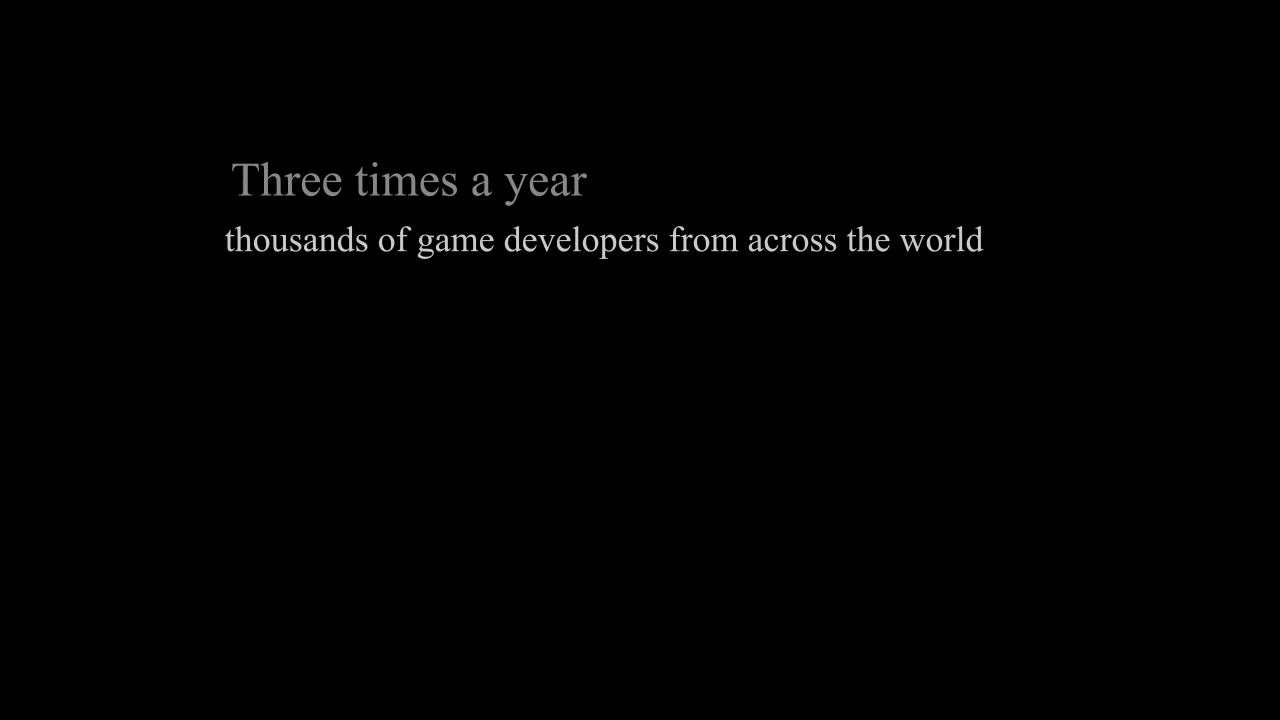 Three times a year
thousands of game developers from across the world